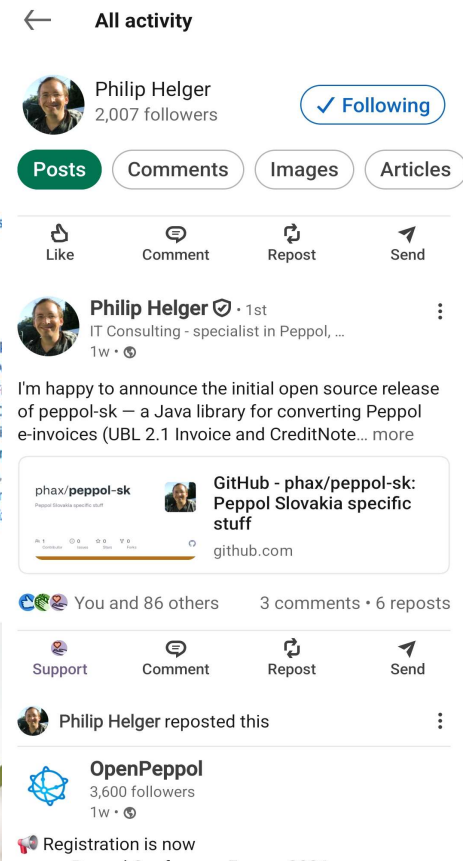 All activity
Philip Helger
2,007 followers
Following
Posts
Comments
Images
Articles
Like
Comment
Repost
Send
Philip Helger • 1st
IT Consulting - specialist in Peppol, ...
1w •
I'm happy to announce the initial open source release
of peppol-sk — a Java library for converting Peppol
e-invoices (UBL 2.1 Invoice and CreditNote... more
phax/peppol-sk
Peppol Slovakia specific stuff
GitHub - phax/peppol-sk:
Peppol Slovakia specific
stuff
github.com
You and 86 others
3 comments • 6 reposts
Support
Comment
Repost
Send
Philip Helger reposted this
OpenPeppol
3,600 followers
1w •
Registration is now